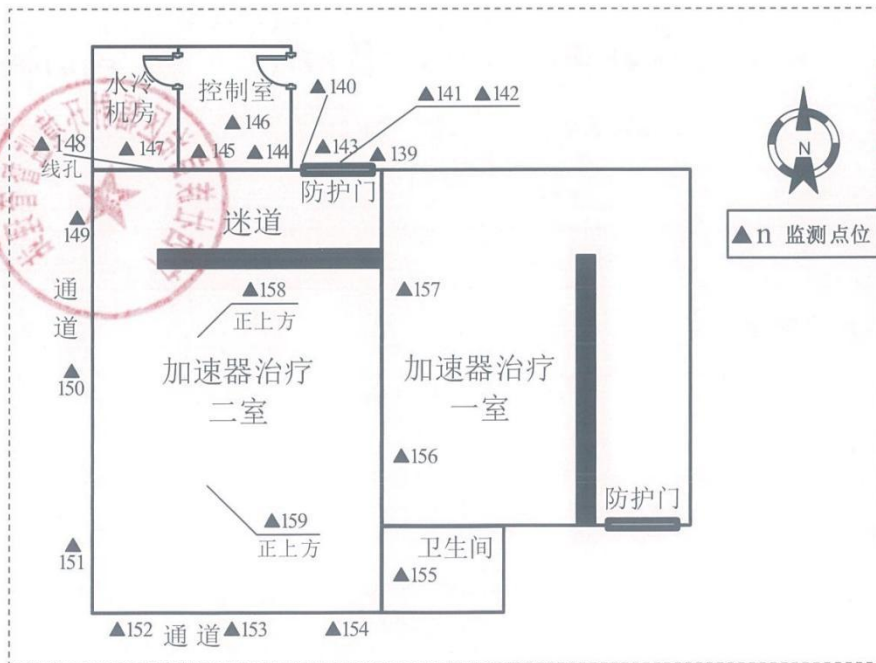 水冷
机房
控制室
▲140
▲141 ▲142
▲146
▲148
线孔
▲147
▲145
▲144
▲143
▲139
防护门
N
▲n 监测点位
▲
149
迷道
通
道
▲158
正上方
▲157
▲
150
加速器治疗
二室
加速器治疗
一室
▲156
▲159
正上方
防护门
▲
151
卫生间
▲155
▲152 通道 ▲153 ▲154